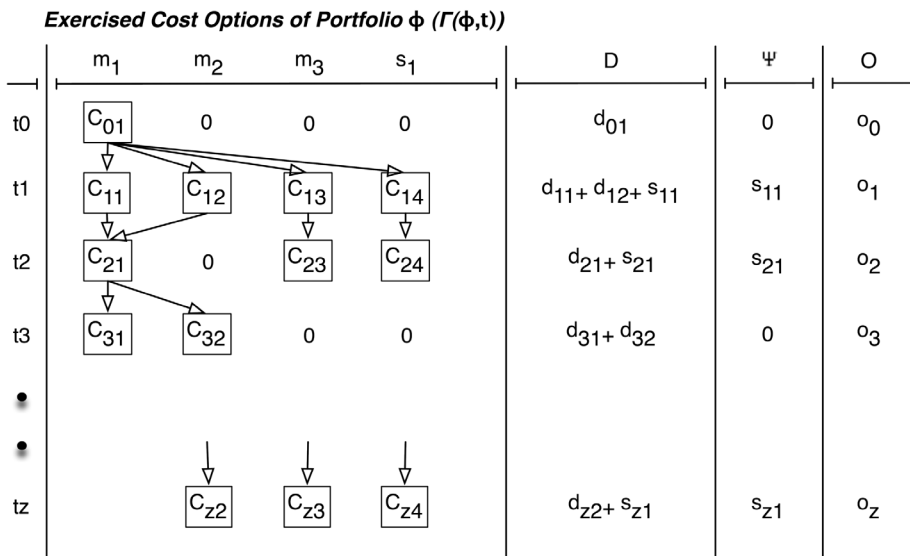 Exercised Cost Options of Portfolio ϕ (Γ(ϕ,t))
m1 m2 m3 s1 D Ψ O
t0 C01 0 0 0 d01 0 o0
t1 C11 C12 C13 C14 d11+ d12+ s11 s11 o1
t2 C21 0 C23 C24 d21+ s21 s21 o2
t3 C31 C32 0 0 d31+ d32 0 o3
tz Cz2 Cz3 Cz4 dz2+ sz1 sz1 oz